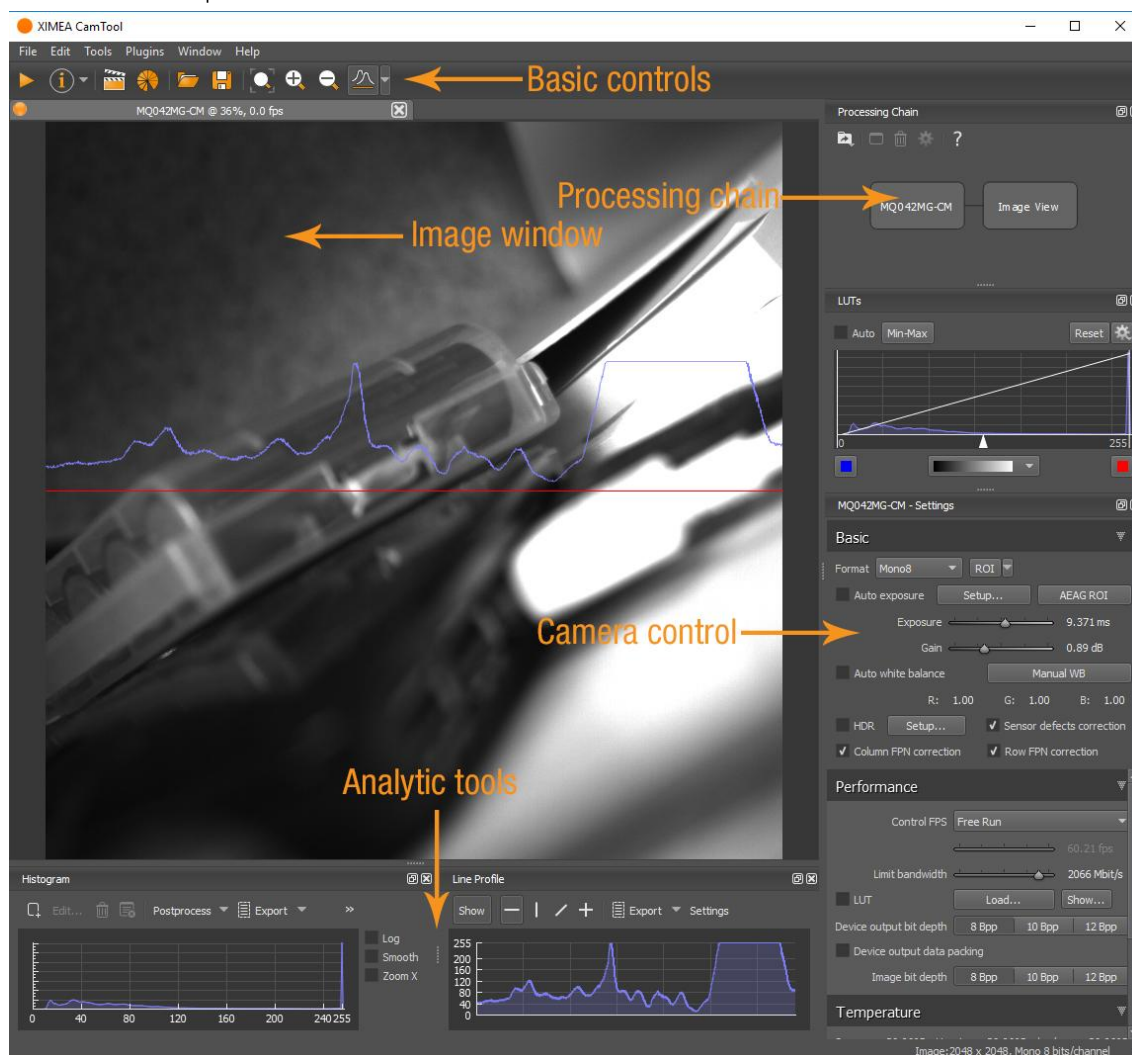 XIMEA CamTool
File Edit Tools Plugins Window Help
Basic controls
MQ042MG-CM @ 36%, 0.0 fps
Processing Chain
?
Processing chain
MQ042MG-CM
Image View
Image window
LUTs
Auto Min-Max Reset
0 255
MQ042MG-CM - Settings
Basic
Format Mono8 ROI
Auto exposure Setup... AEAG ROI
Exposure 9.371 ms
Camera control
Gain 0.89 dB
Auto white balance Manual WB
R: 1.00 G: 1.00 B: 1.00
HDR Setup... Sensor defects correction
Column FPN correction Row FPN correction
Analytic tools
Performance
Control FPS Free Run
60.21 fps
Limit bandwidth 2066 Mbit/s
LUT Load... Show...
Device output bit depth 8 Bpp 10 Bpp 12 Bpp
Device output data packing
Image bit depth 8 Bpp 10 Bpp 12 Bpp
Temperature
Histogram
Edit... Postprocess Export »
Log
Smooth
Zoom X
0 40 80 120 160 200 240 255
Line Profile
Show Export Settings
255
200
160
120
80
40
0
Image:2048 x 2048, Mono 8 bits/channel